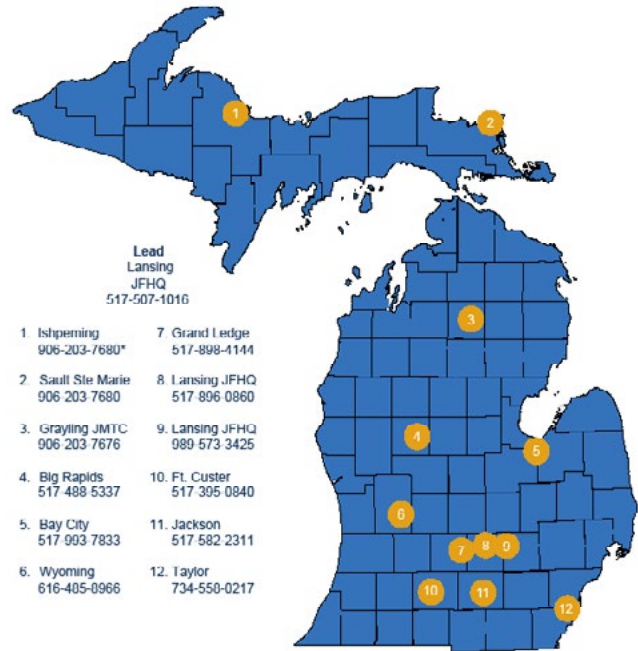 Lead
Lansing
JFHQ
517-507-1016
1. Ishpeming
906-203-7680*
2. Sault Ste Marie
906 203-7680
3. Grayling JMTC
906-203-7676
4. Big Rapids
517-488-5337
5. Bay City
517-993-7833
6. Wyoming
616-485-8966
7. Grand Ledge
517-898-4144
8. Lansing JFHQ
517-896-0860
9. Lansing JFHQ
989-573-3425
10. Ft. Custer
517-395-0840
11. Jackson
517-582-2311
12. Taylor
734-558-0217
1
2
3
4
5
6
7
8
9
10
11
12